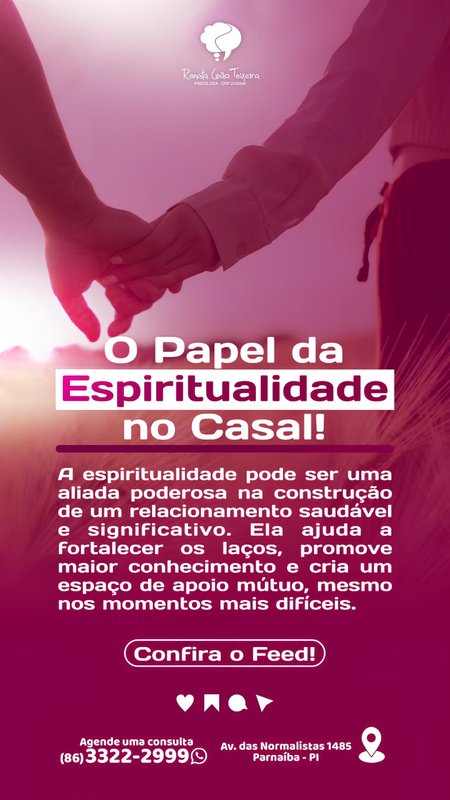 Renata Leão Teixeira
O Papel da
Espiritualidade
no Casal!
A espiritualidade pode ser uma
aliada poderosa na construção
de um relacionamento saudável
e significativo. Ela ajuda a
fortalecer os laços, promove
maior conhecimento e cria um
espaço de apoio mútuo, mesmo
nos momentos mais difíceis.
Confira o Feed!
Agende uma consulta
(86) 3322-2999
Av. das Normalistas 1485
Parnaíba - PI